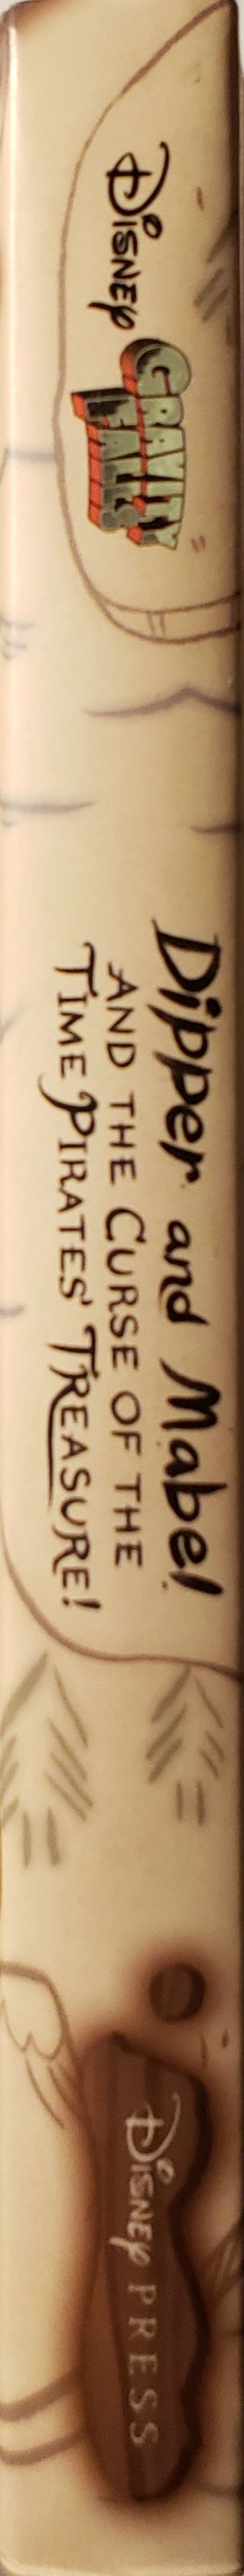 Disney
GRAVITY
FALLS
Dipper and Mabel
AND THE CURSE OF THE
TIME PIRATES' TREASURE!
Disney PRESS